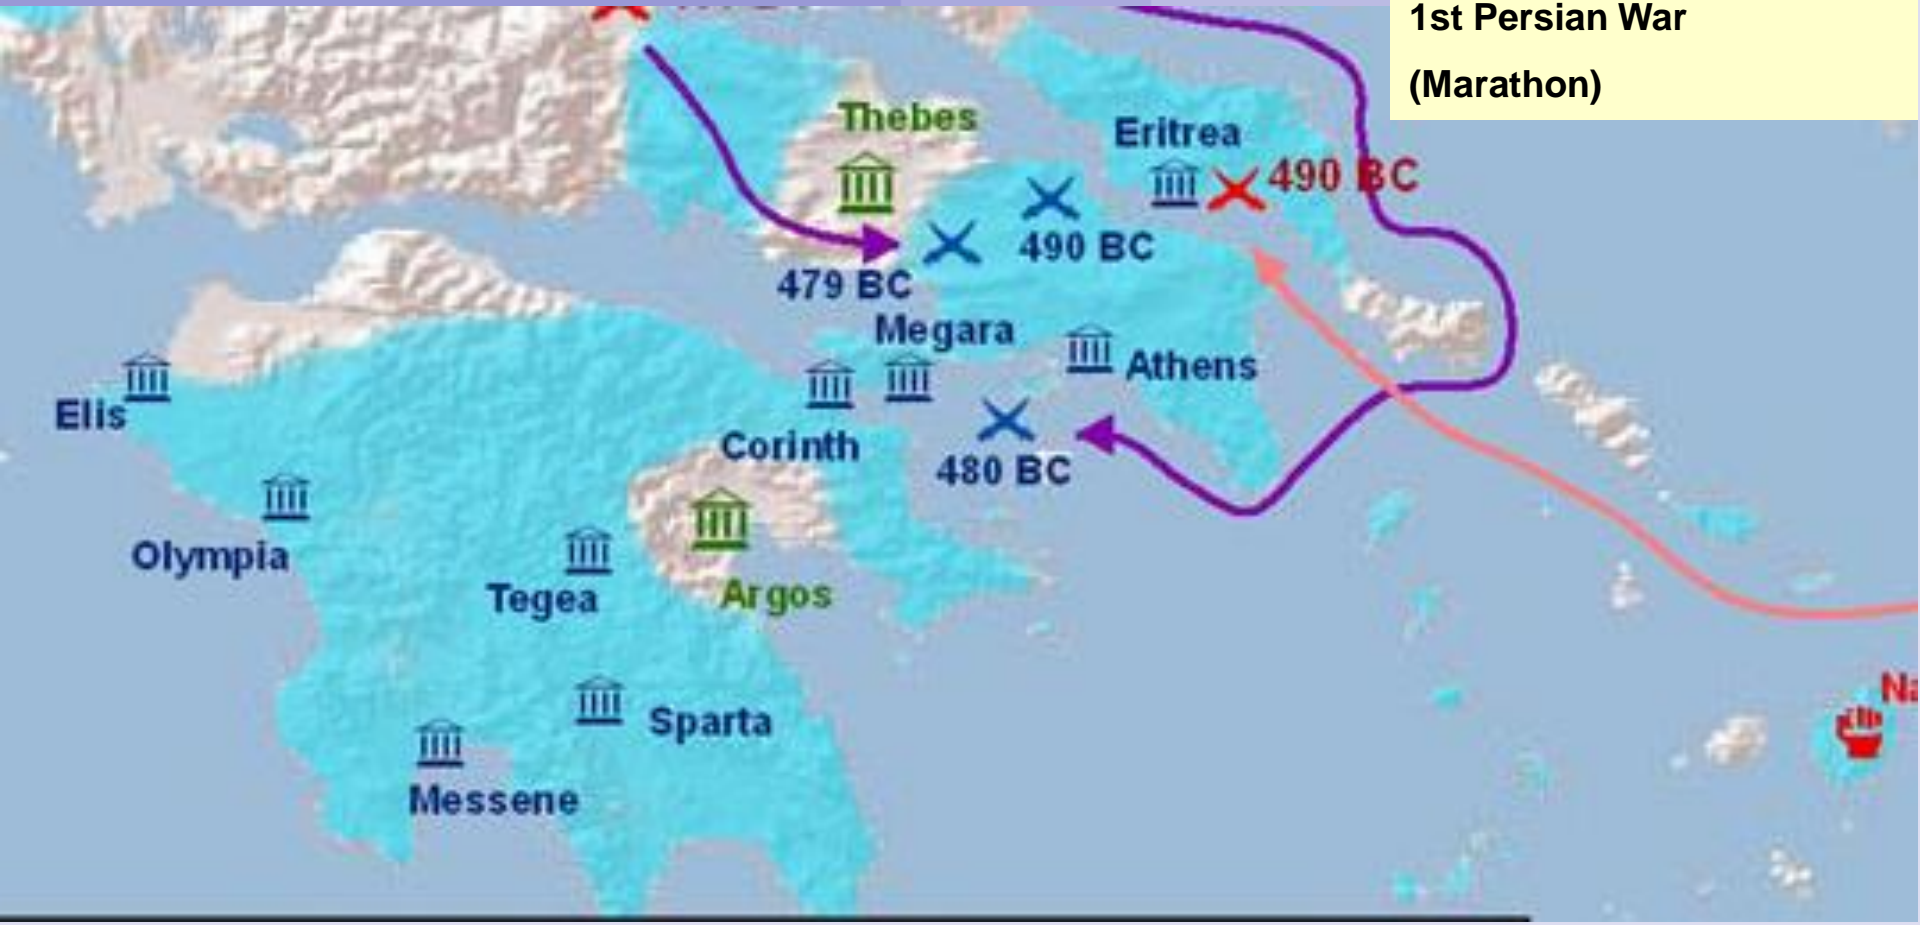 1st Persian War
(Marathon)
Thebes
Eritrea
490 BC
490 BC
479 BC
Megara
Athens
Elis
Corinth
480 BC
Olympia
Tegea
Argos
Sparta
Messene